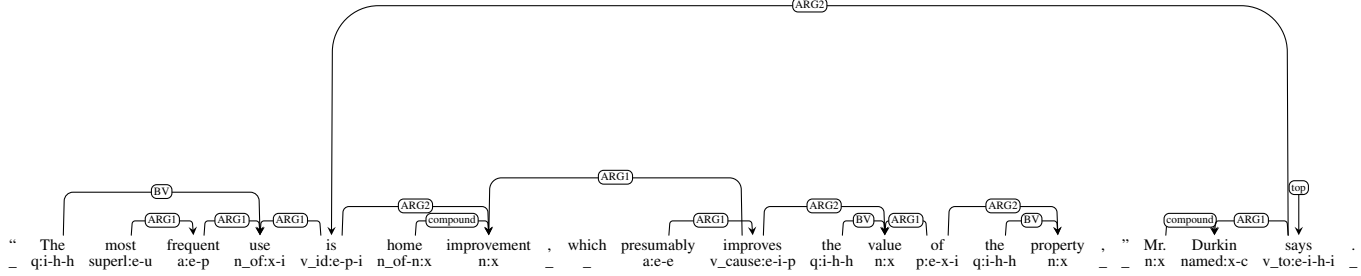 ARG2
top
ARG1
BV
ARG2 ARG2 ARG2
ARG1 ARG1 ARG1 compound ARG1 BV ARG1 BV compound ARG1
“ The most frequent use is home improvement , which presumably improves the value of the property , ” Mr. Durkin says .
_ q:i-h-h superl:e-u a:e-p n_of:x-i v_id:e-p-i n_of-n:x n:x _ _ a:e-e v_cause:e-i-p q:i-h-h n:x p:e-x-i q:i-h-h n:x _ _ n:x named:x-c v_to:e-i-h-i _